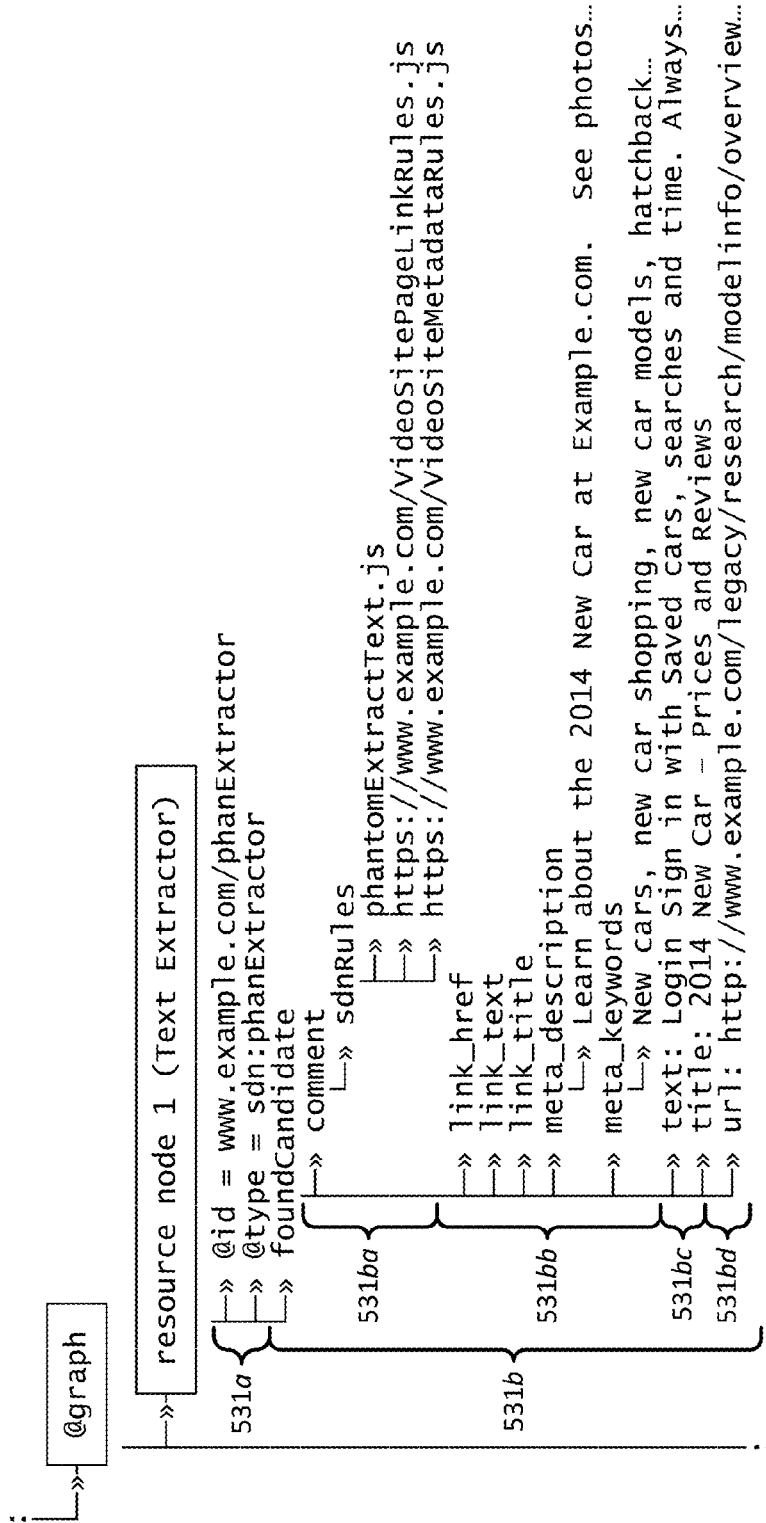 @graph
resource node 1 (Text Extractor)
@id = www.example.com/phanExtractor
@type = sdn:phanExtractor
foundCandidate
comment
sdnRules
phantomExtractText.js
https://www.example.com/videoSitePageLinkRules.js
https://www.example.com/videoSiteMetadataRules.js
link_href
link_text
link_title
meta_description
Learn about the 2014 New Car at Example.com. See photos…
meta_keywords
New cars, new car shopping, new car models, hatchback…
text: Login Sign in with Saved cars, searches and time. Always…
title: 2014 New Car – Prices and Reviews
url: http://www.example.com/legacy/research/modelinfo/overview…
531a
531b
531ba
531bb
531bc
531bd